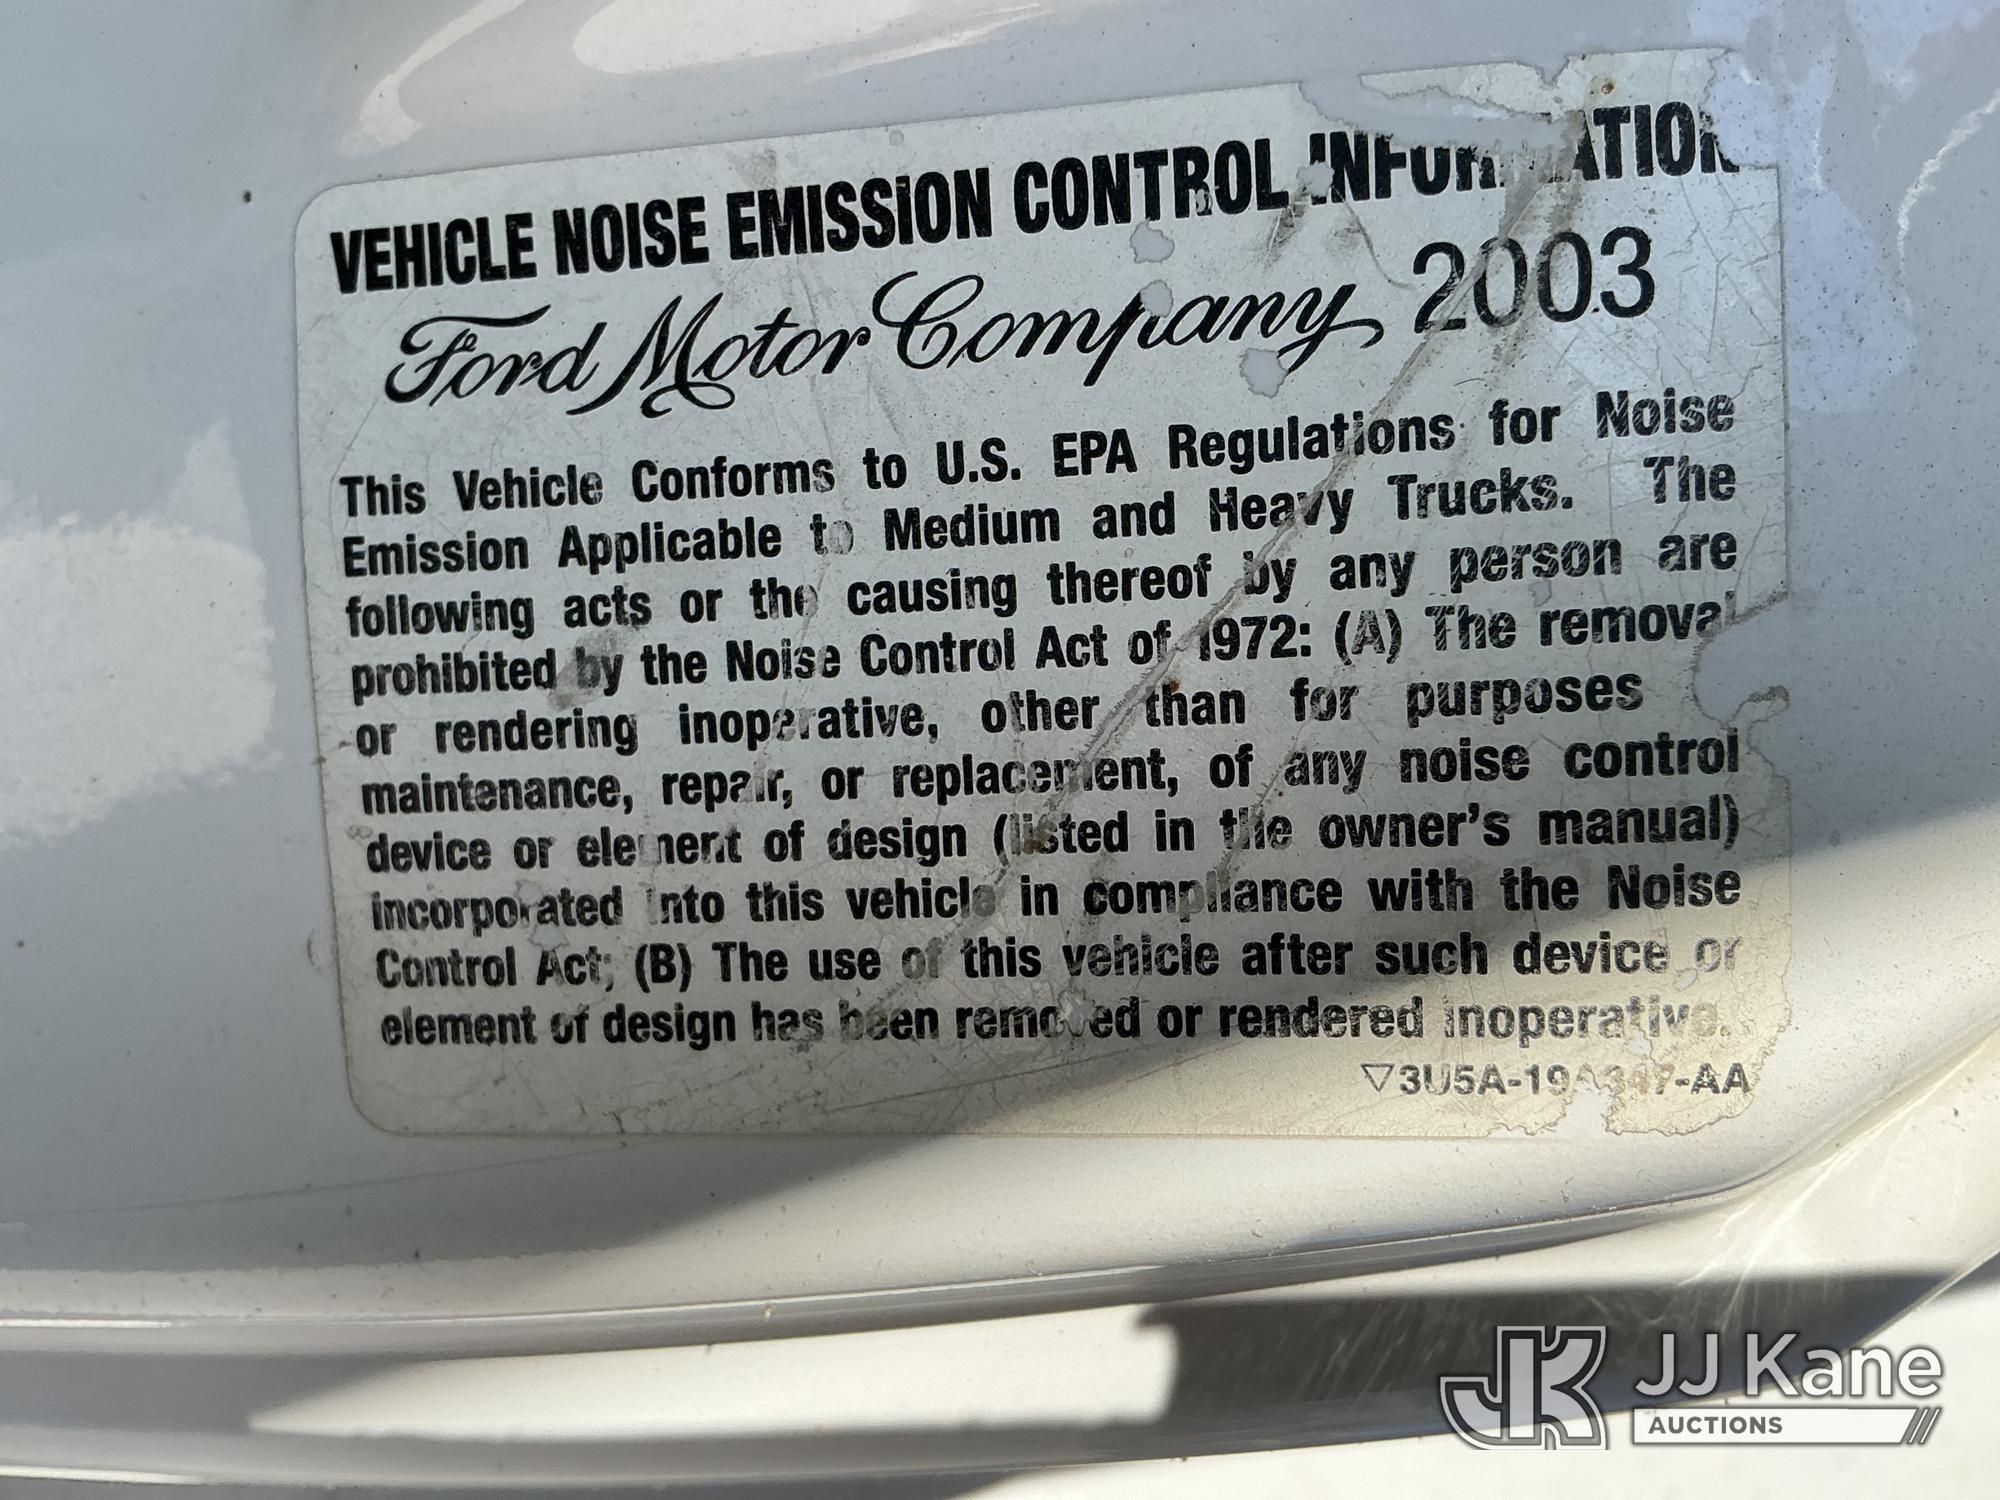 VEHICLE NOISE EMISSION CONTROL INFORMATION
Ford Motor Company 2003
This Vehicle Conforms to U.S. EPA Regulations for Noise
Emission Applicable to Medium and Heavy Trucks. The
following acts or the causing thereof by any person are
prohibited by the Noise Control Act of 1972: (A) The removal
or rendering inoperative, other than for purposes
maintenance, repair, or replacement, of any noise control
device or element of design (listed in the owner's manual)
incorporated into this vehicle in compliance with the Noise
Control Act; (B) The use of this vehicle after such device or
element of design has been removed or rendered inoperative.
▽3U5A-19A347-AA
JK JJ Kane
AUCTIONS